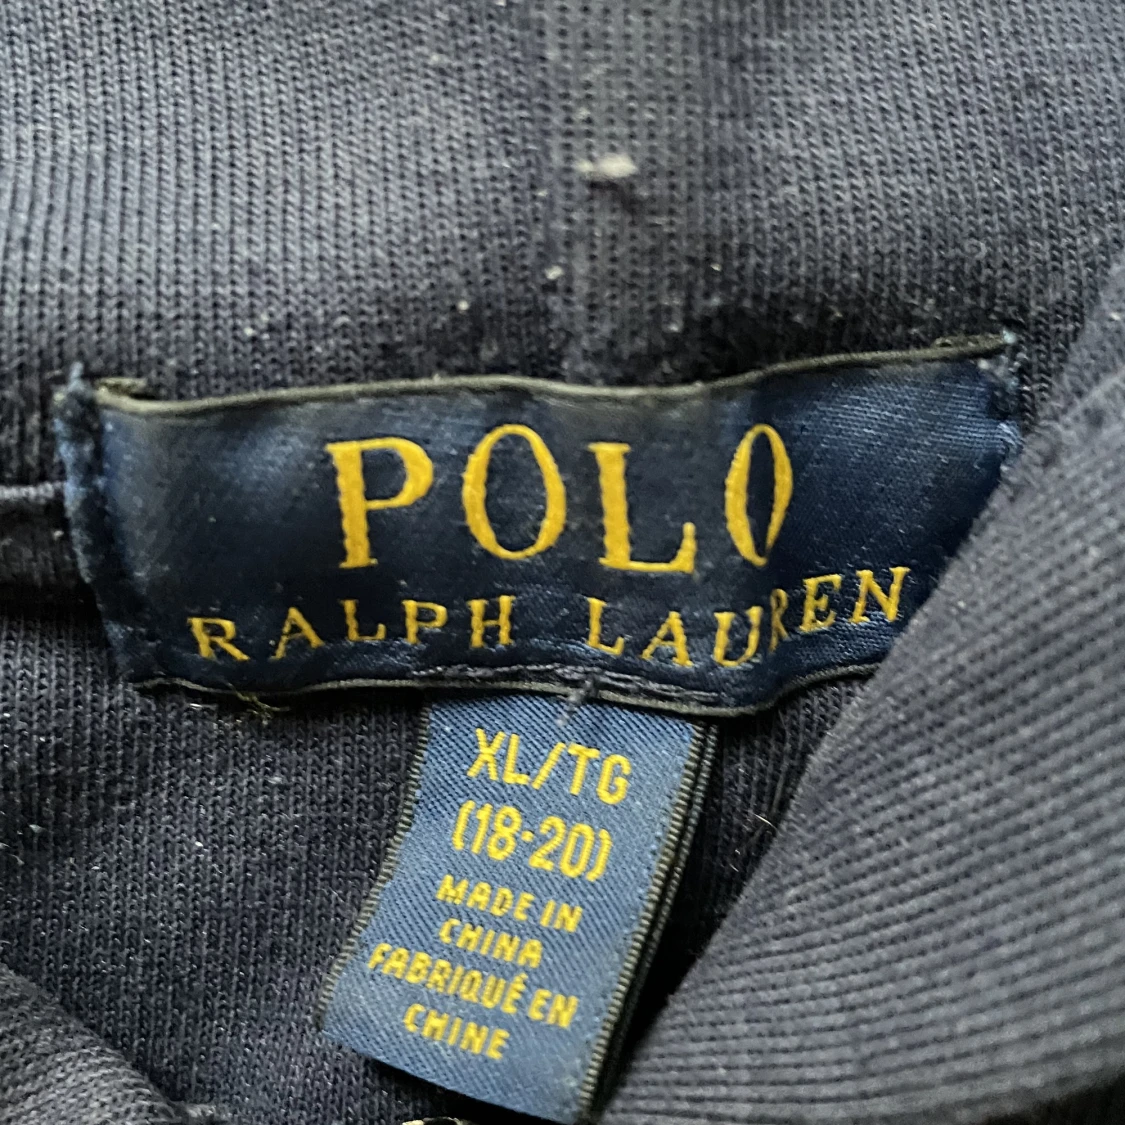 POLO
RALPH LAUREN
XL/TG
(18-20)
MADE IN
CHINA
FABRIQUÉ EN
CHINE